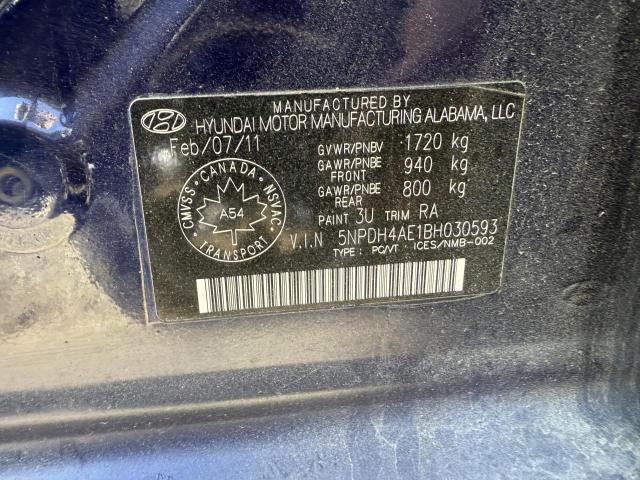 MANUFACTURED BY
HYUNDAI MOTOR MANUFACTURING ALABAMA, LLC
Feb/07/11
GVWR/PNBV 1720 kg
GAWR/PNBE FRONT 940 kg
GAWR/PNBE REAR 800 kg
PAINT 3U TRIM RA
CMVSS · CANADA · NSVAC
A54
TRANSPORT
V.I.N 5NPDH4AE1BH030593
TYPE : PC/VT ICES/NMB-002